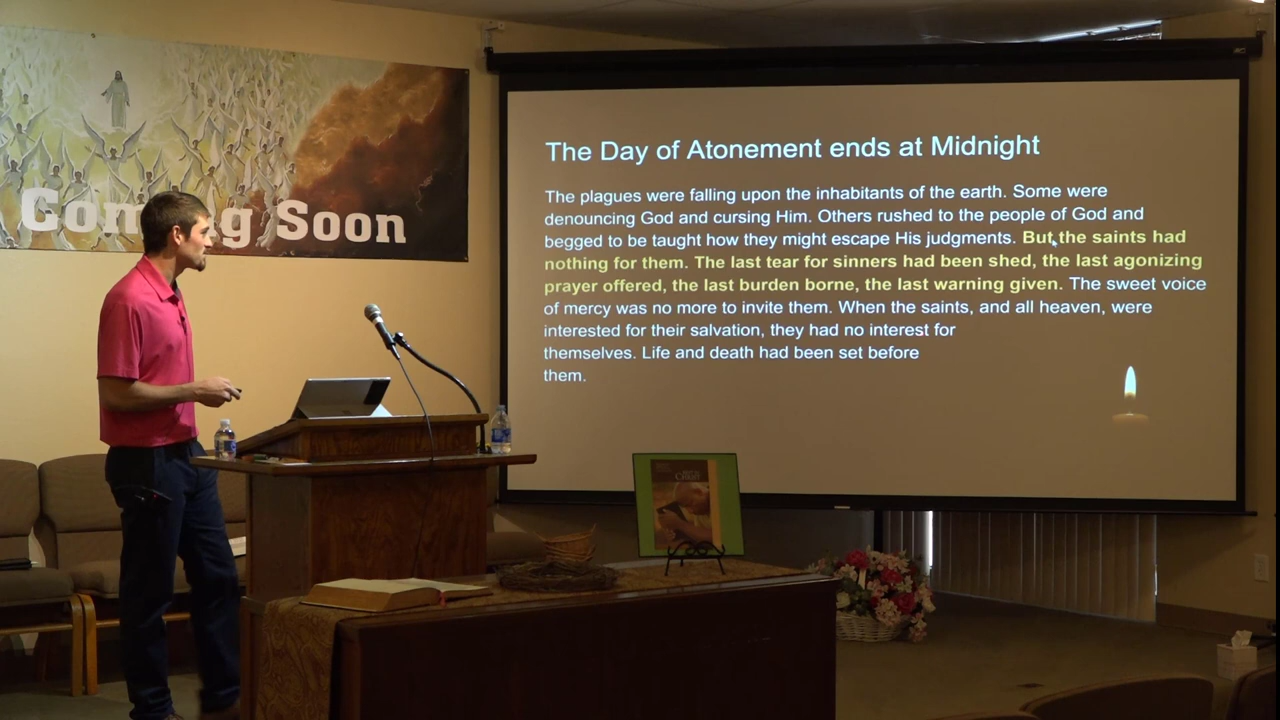 Coming Soon
The Day of Atonement ends at Midnight
The plagues were falling upon the inhabitants of the earth. Some were
denouncing God and cursing Him. Others rushed to the people of God and
begged to be taught how they might escape His judgments. But the saints had
nothing for them. The last tear for sinners had been shed, the last agonizing
prayer offered, the last burden borne, the last warning given. The sweet voice
of mercy was no more to invite them. When the saints, and all heaven, were
interested for their salvation, they had no interest for
themselves. Life and death had been set before
them.